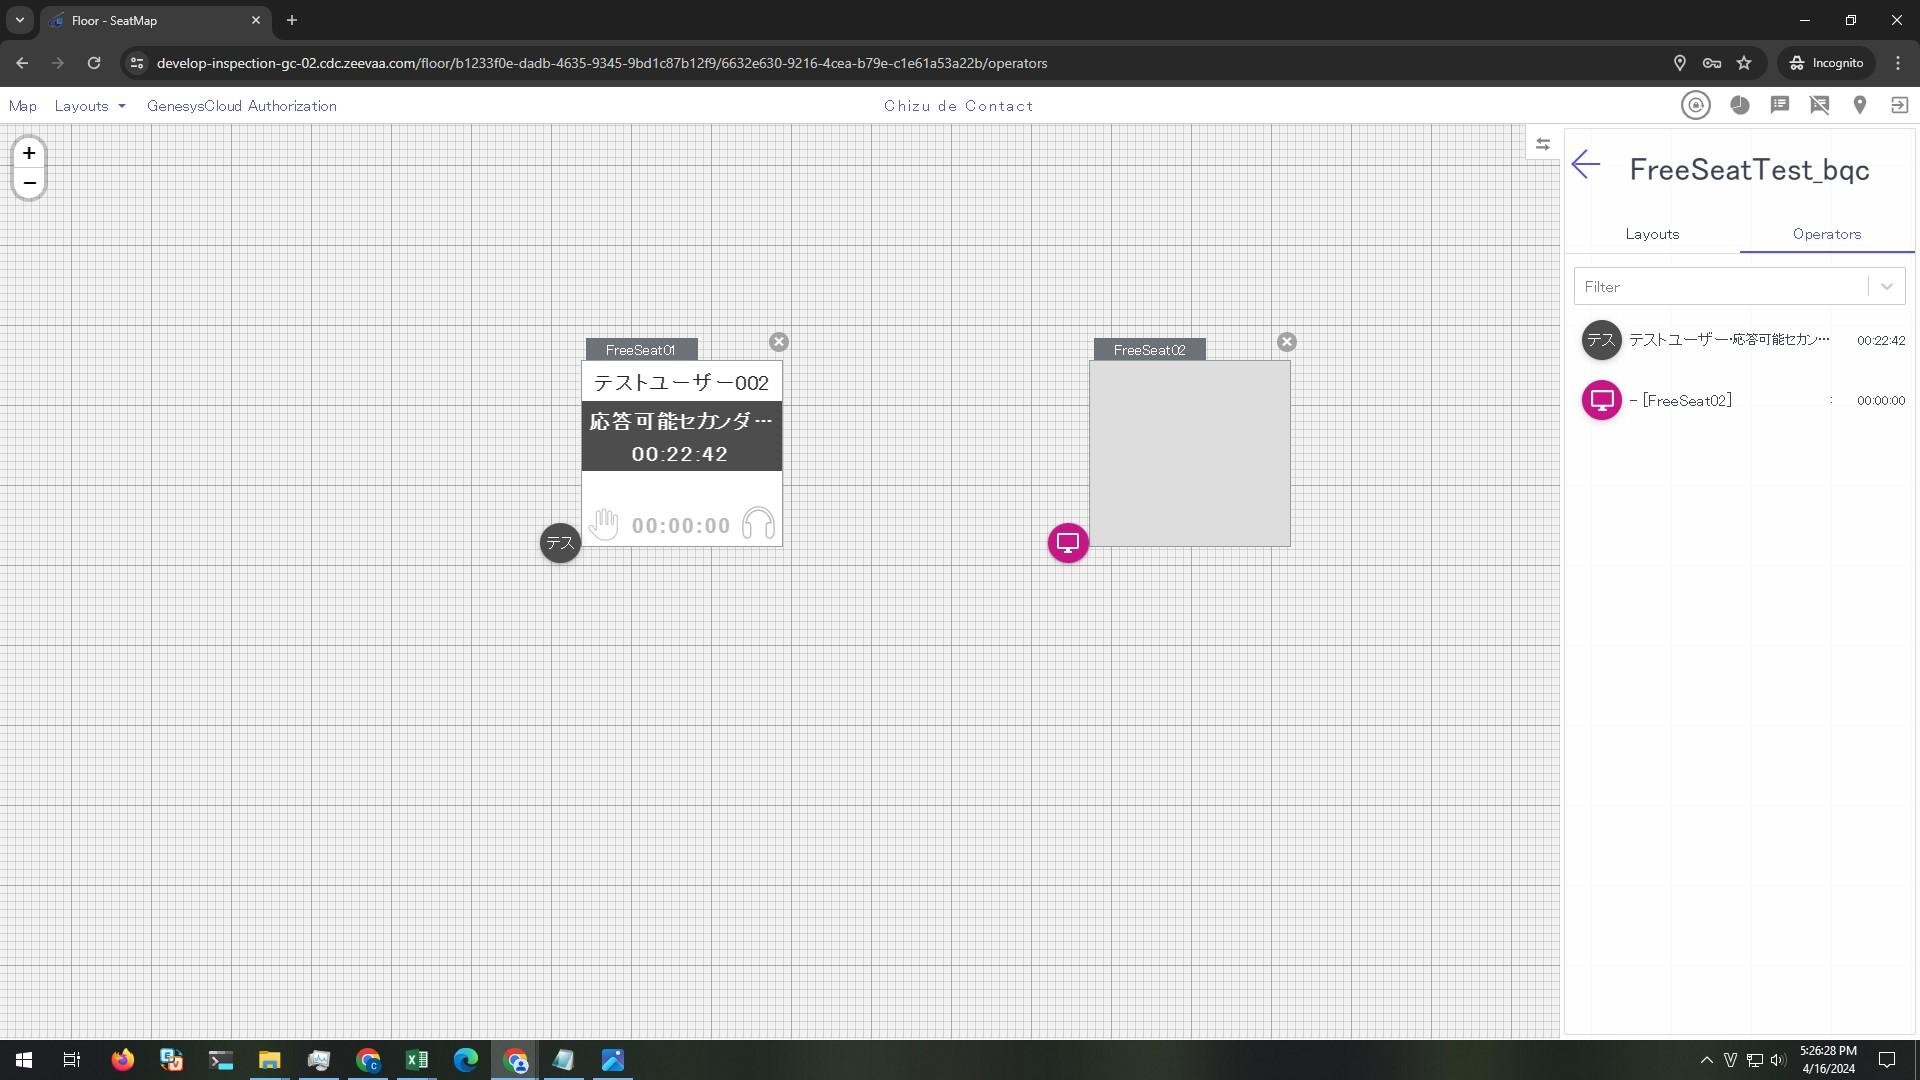 Floor - SeatMap
develop-inspection-gc-02.cdc.zeevaa.com/floor/b1233f0e-dadb-4635-9345-9bd1c87b12f9/6632e630-9216-4cea-b79e-c1e61a53a22b/operators
Incognito
Map Layouts GenesysCloud Authorization
Chizu de Contact
+
−
FreeSeatTest_bqc
Layouts Operators
Filter
テス テストユーザー・応答可能セカン… 00:22:42
- [FreeSeat02] : 00:00:00
FreeSeat01
テストユーザー002
応答可能セカンダ…
00:22:42
00:00:00
テス
FreeSeat02
5:26:28 PM
4/16/2024